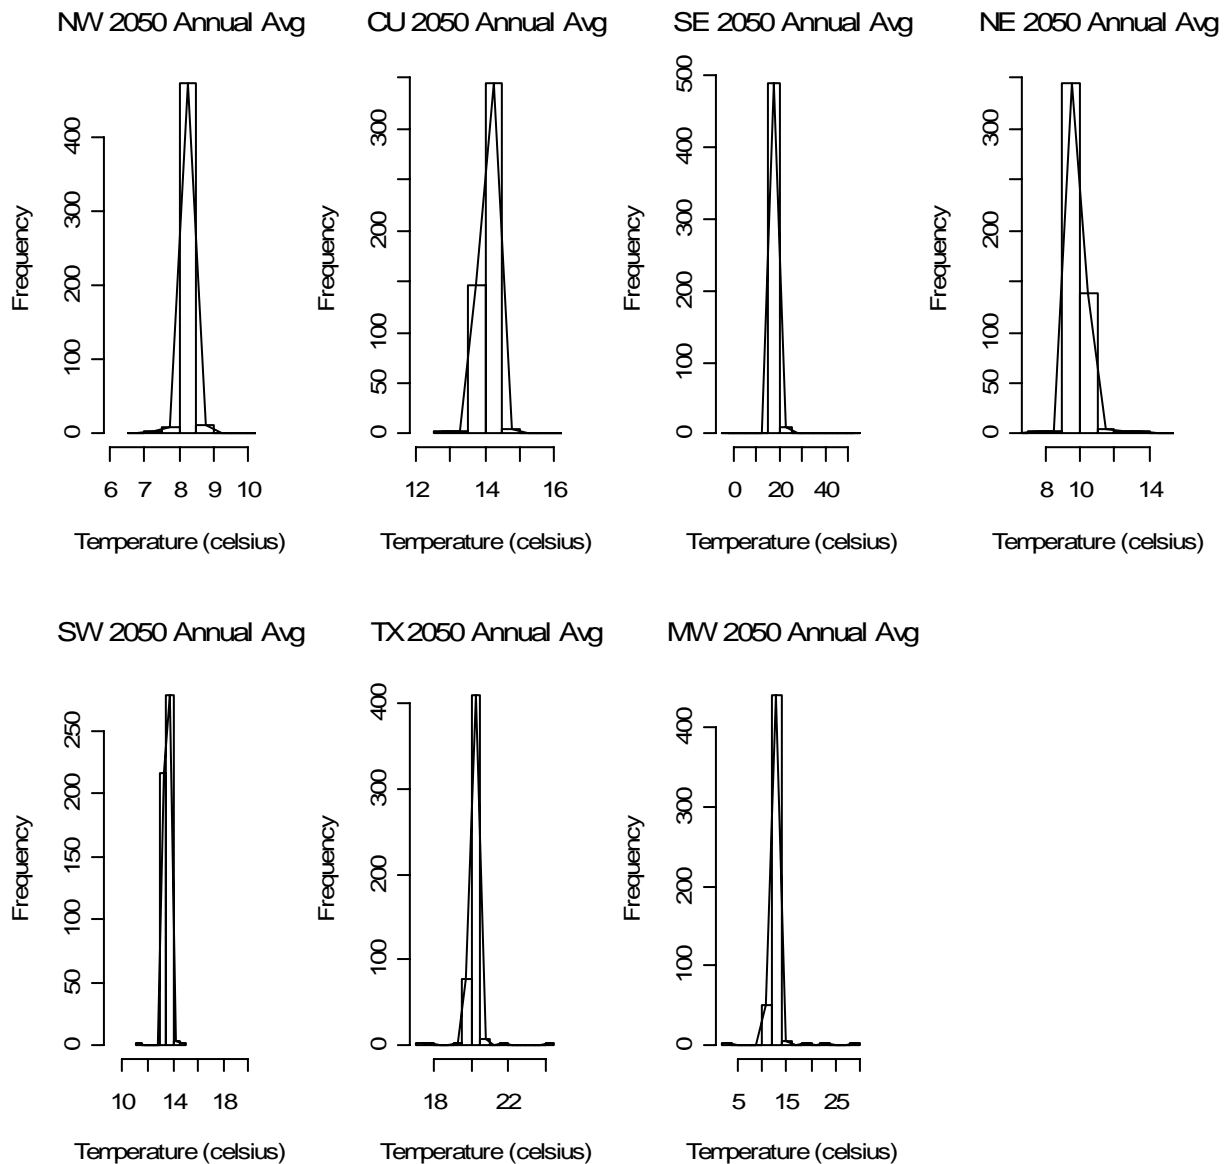 NW 2050 Annual Avg
CU 2050 Annual Avg
SE 2050 Annual Avg
NE 2050 Annual Avg
Frequency
0 100 200 300 400
6 7 8 9 10
Temperature (celsius)
Frequency
0 50 100 200 300
12 14 16
Temperature (celsius)
Frequency
0 100 200 300 400 500
0 20 40
Temperature (celsius)
Frequency
0 50 100 200 300
8 10 14
Temperature (celsius)
SW 2050 Annual Avg
TX 2050 Annual Avg
MW 2050 Annual Avg
Frequency
0 50 100 150 200 250
10 14 18
Temperature (celsius)
Frequency
0 100 200 300 400
18 22
Temperature (celsius)
Frequency
0 100 200 300 400
5 15 25
Temperature (celsius)